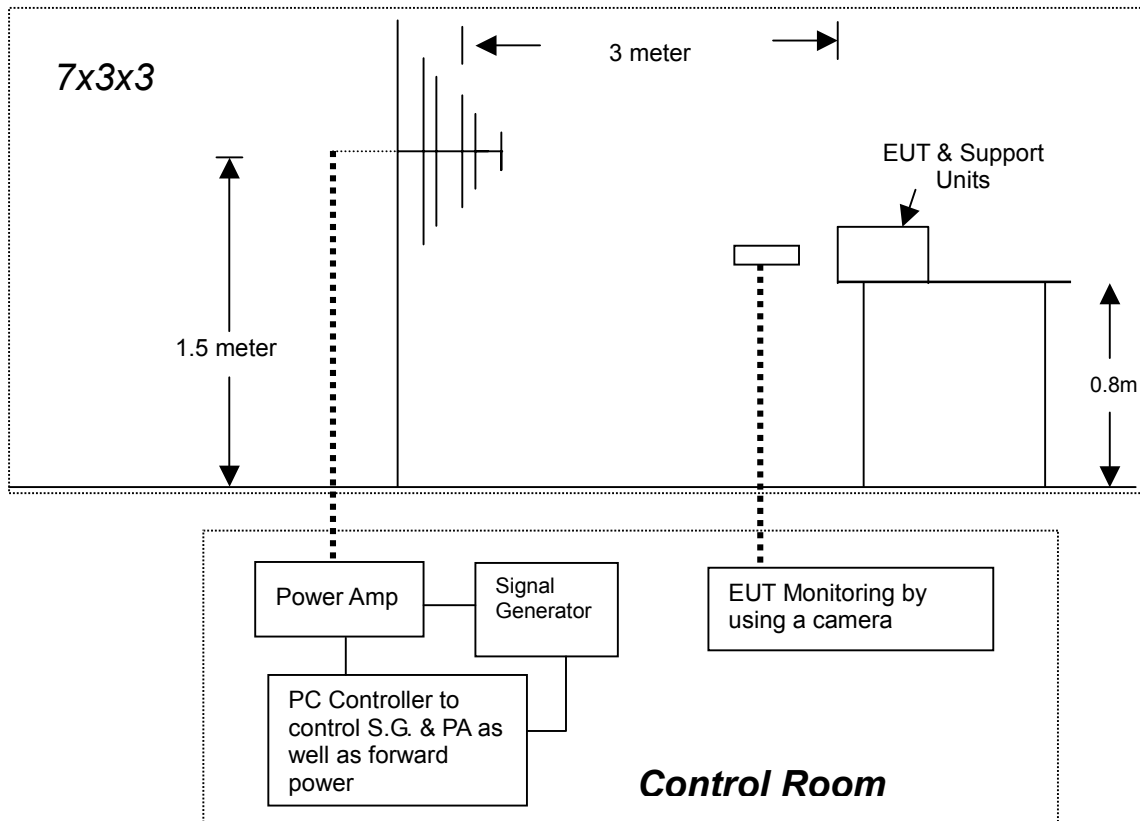 7x3x3
3 meter
EUT & Support
Units
1.5 meter
0.8m
Power Amp
Signal
Generator
EUT Monitoring by
using a camera
PC Controller to
control S.G. & PA as
well as forward
power
Control Room